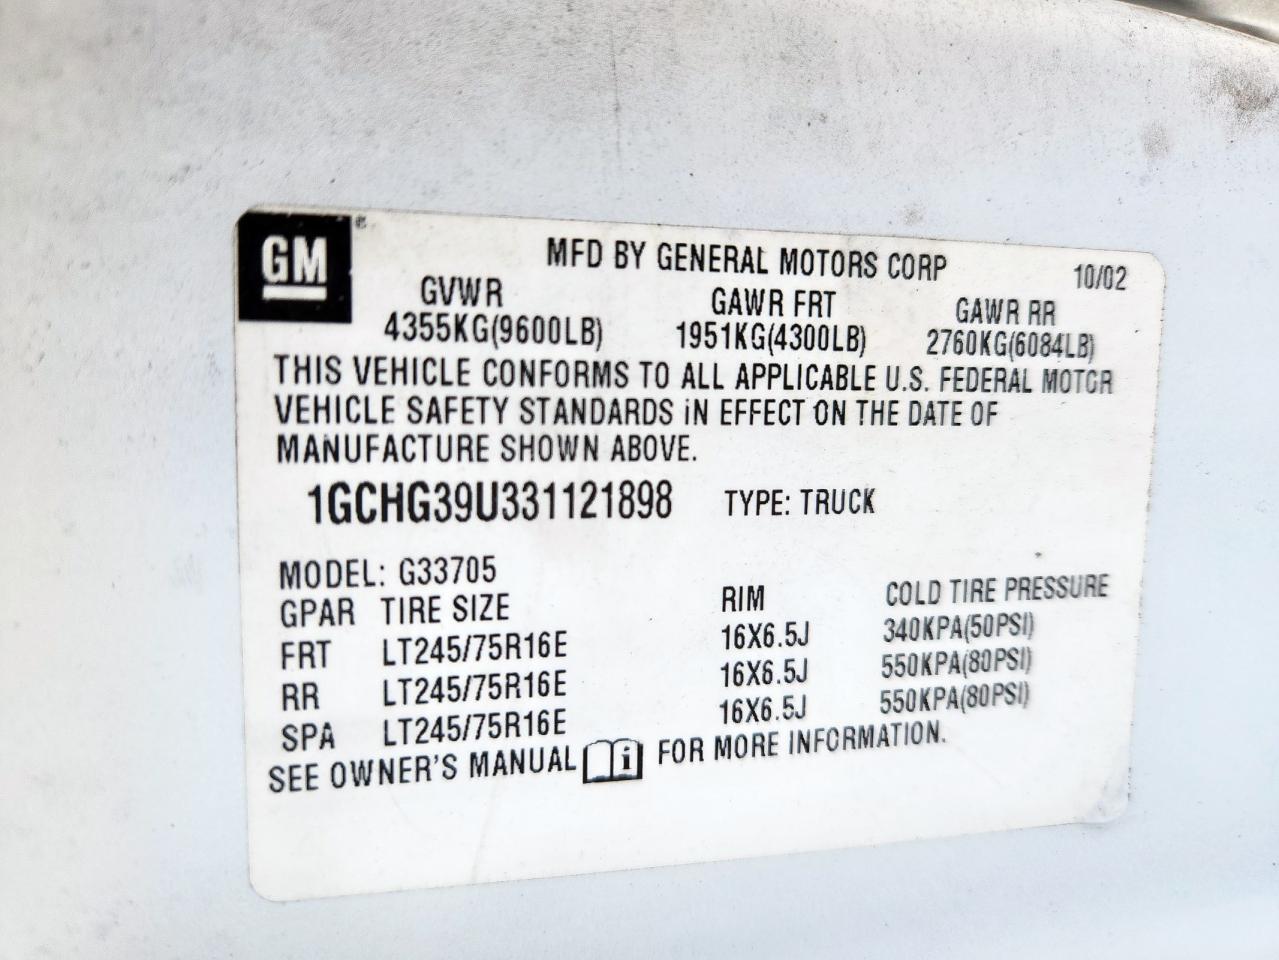 GM ®
MFD BY GENERAL MOTORS CORP 10/02
GVWR GAWR FRT GAWR RR
4355KG(9600LB) 1951KG(4300LB) 2760KG(6084LB)
THIS VEHICLE CONFORMS TO ALL APPLICABLE U.S. FEDERAL MOTOR
VEHICLE SAFETY STANDARDS IN EFFECT ON THE DATE OF
MANUFACTURE SHOWN ABOVE.
1GCHG39U331121898 TYPE: TRUCK
MODEL: G33705
GPAR TIRE SIZE RIM COLD TIRE PRESSURE
FRT LT245/75R16E 16X6.5J 340KPA(50PSI)
RR LT245/75R16E 16X6.5J 550KPA(80PSI)
SPA LT245/75R16E 16X6.5J 550KPA(80PSI)
SEE OWNER'S MANUAL i FOR MORE INFORMATION.